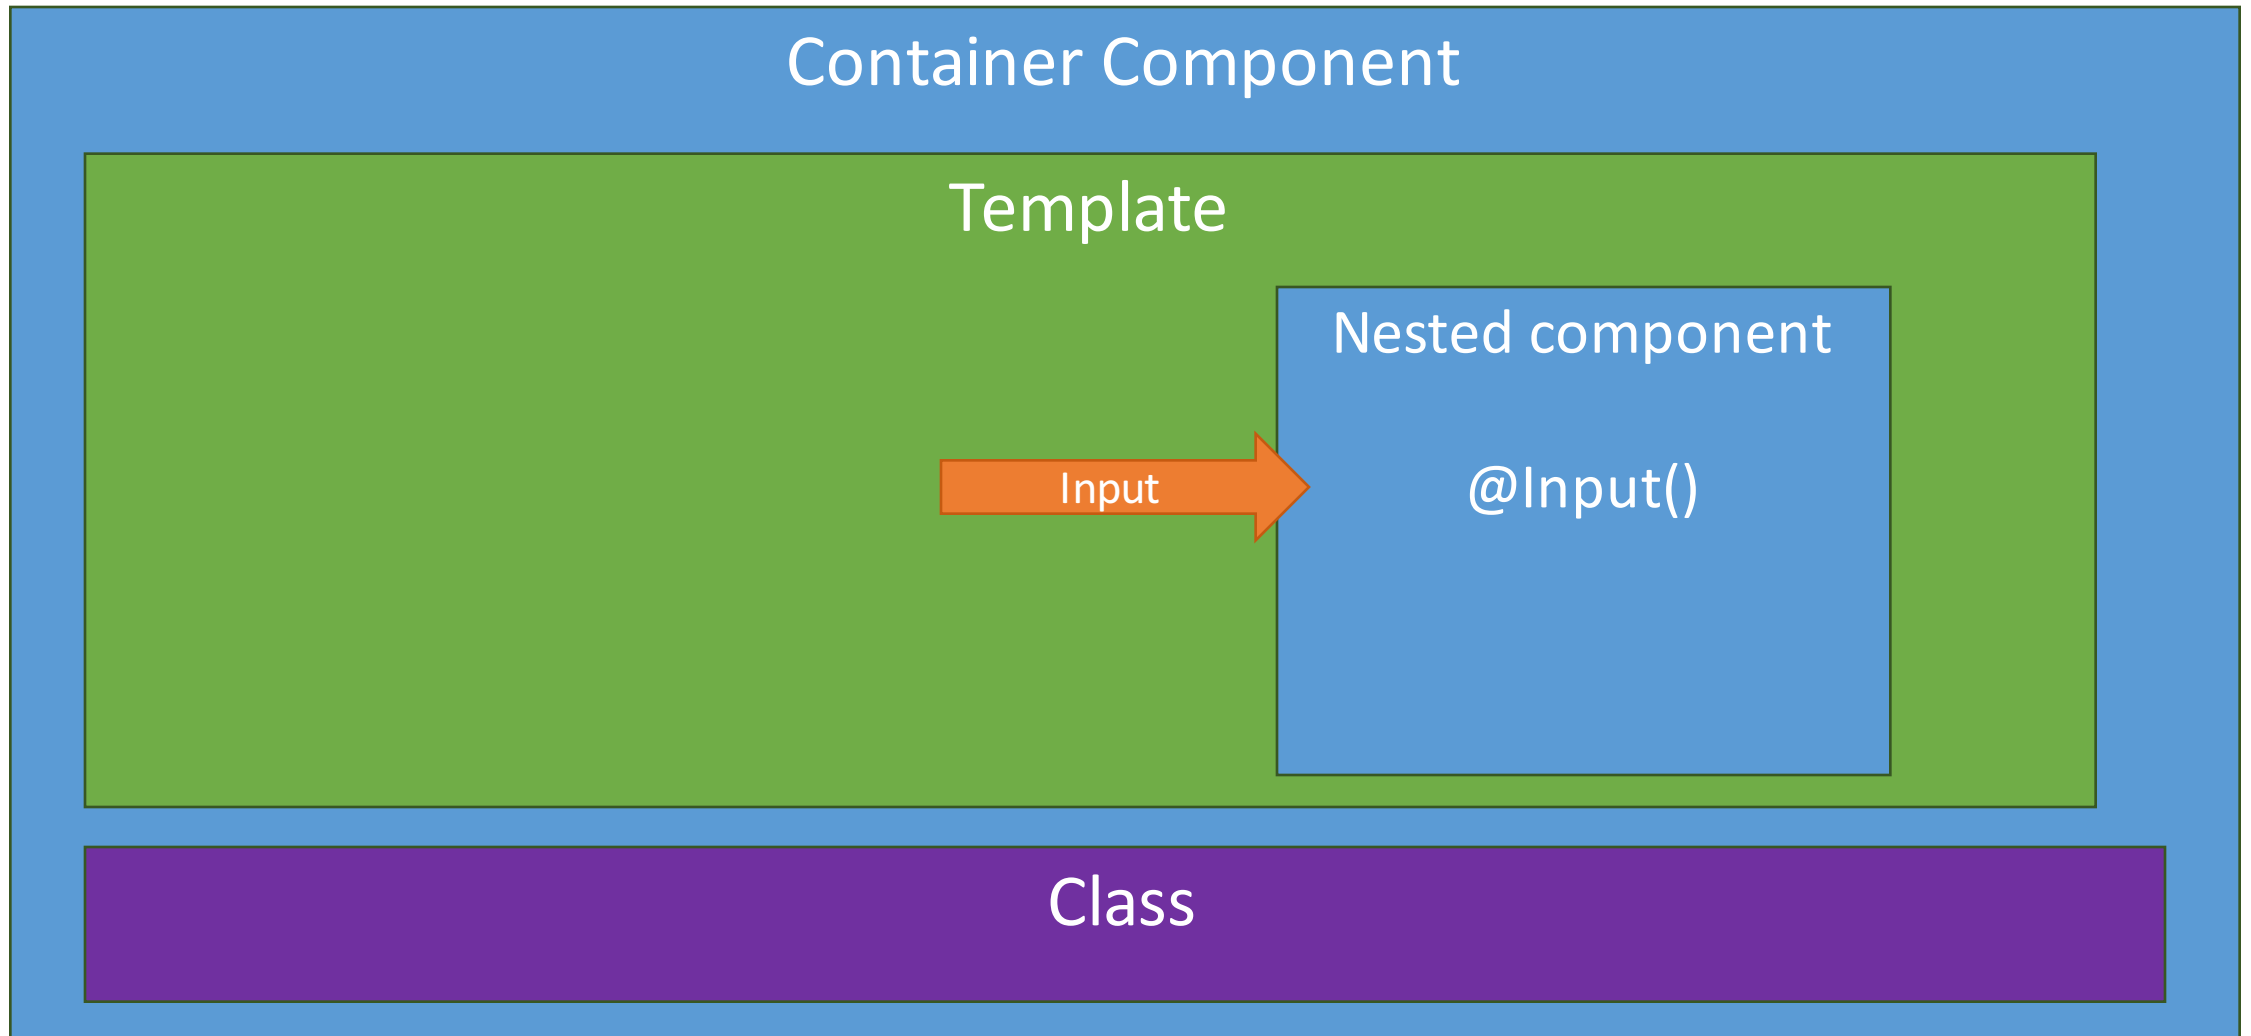 Container Component
Template
Nested component
Input
@Input()
Class